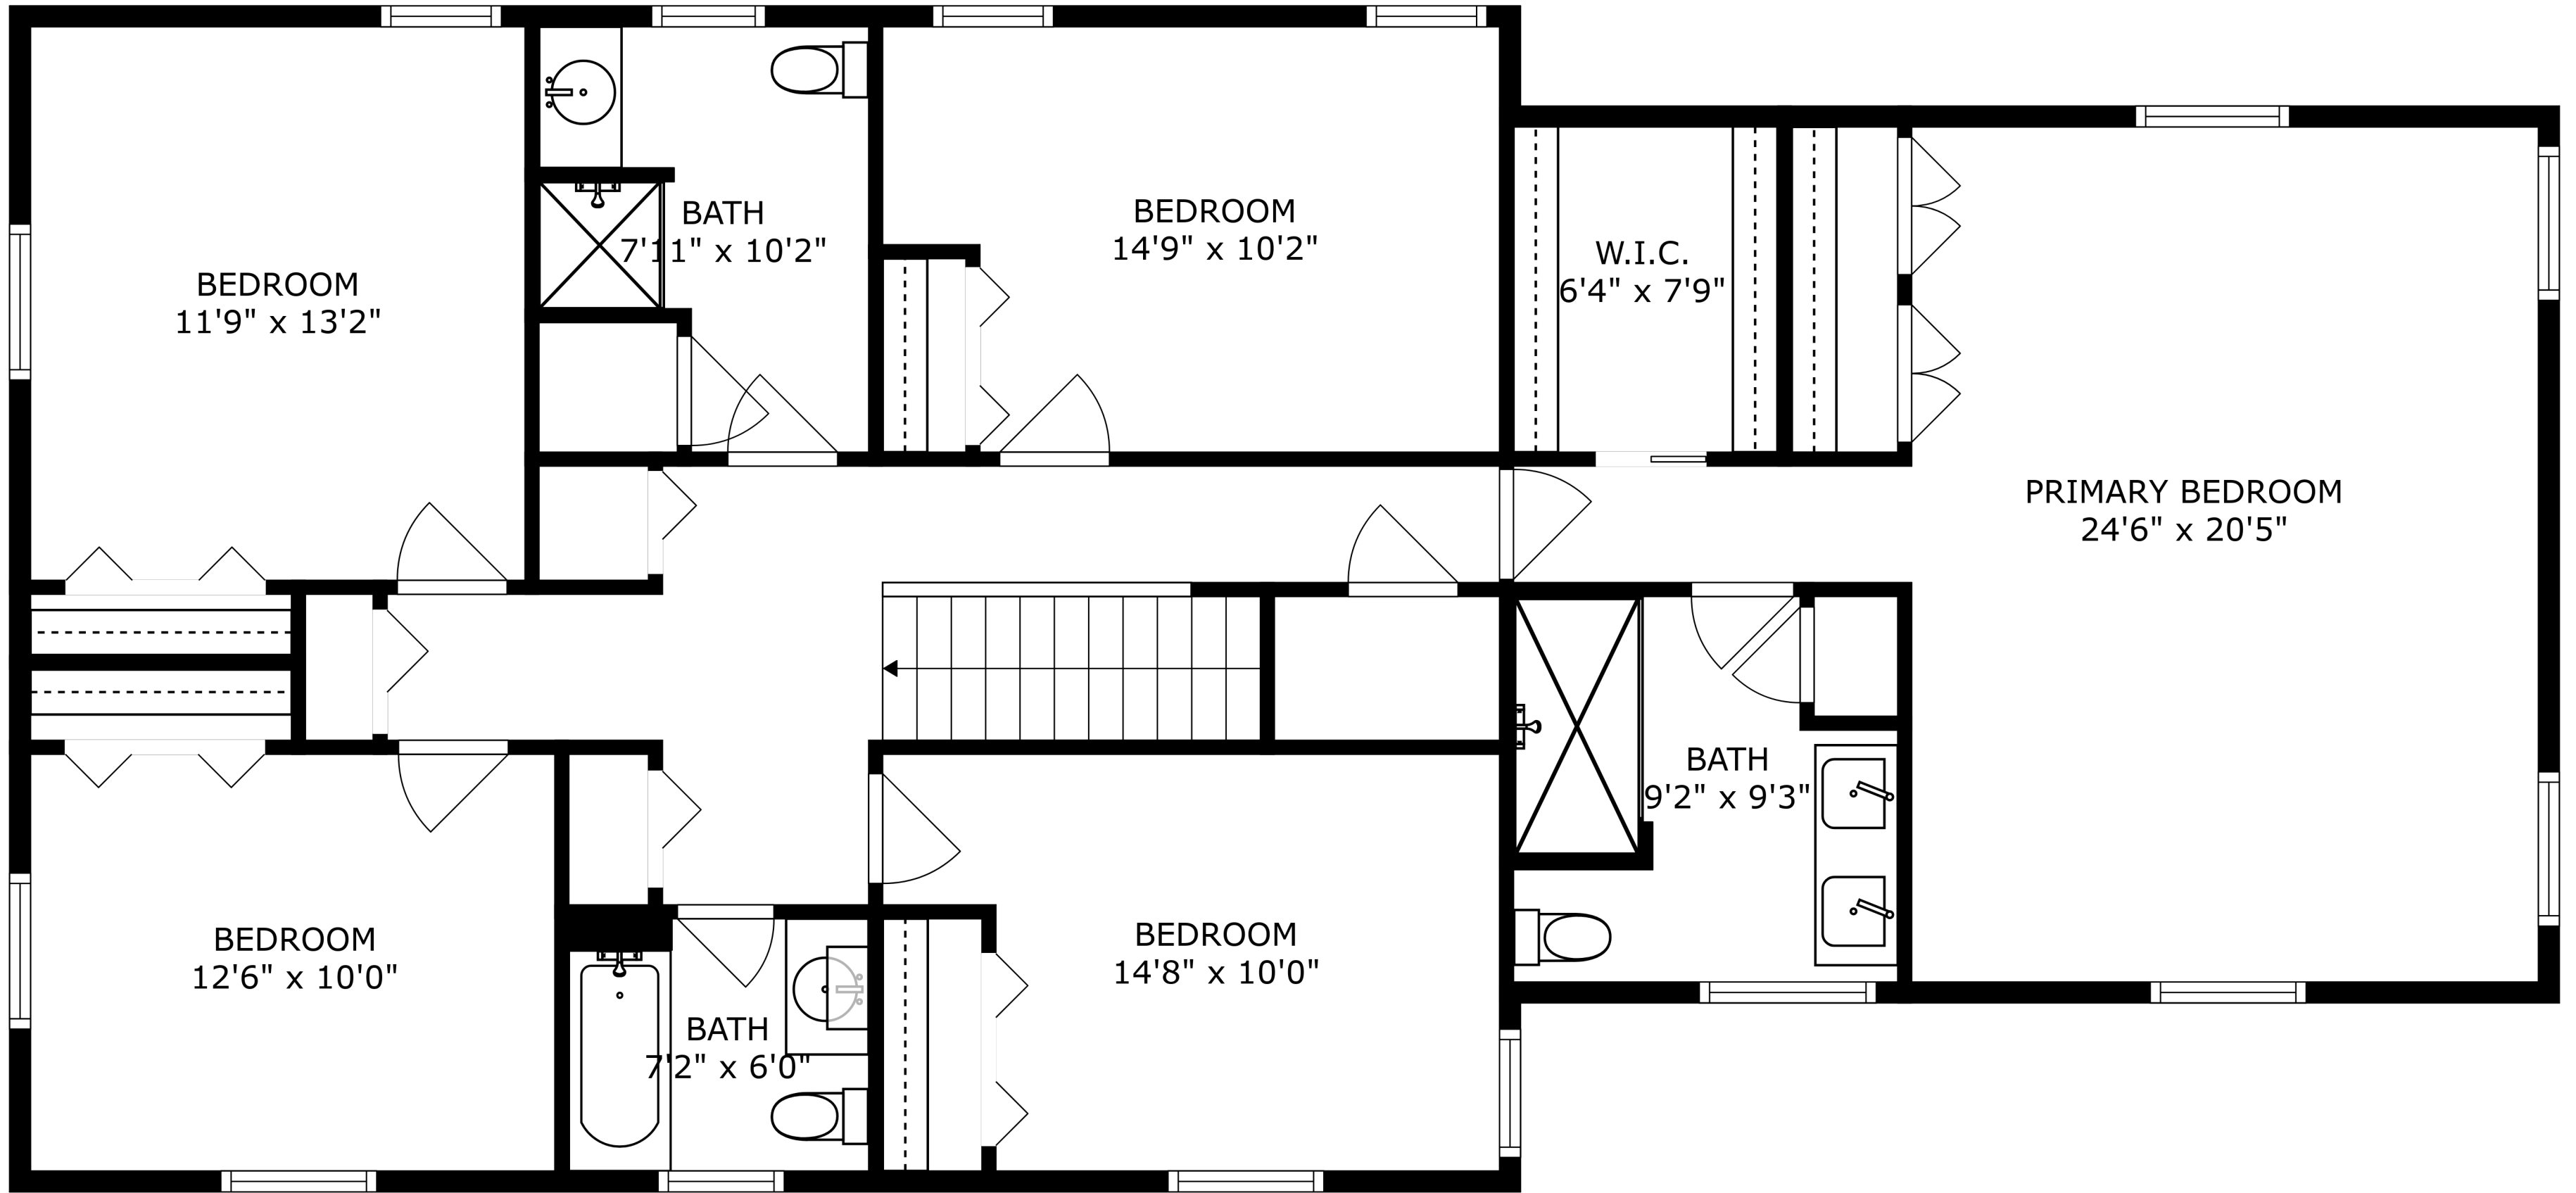 BEDROOM
11'9" x 13'2"
BATH
7'11" x 10'2"
BEDROOM
14'9" x 10'2"
W.I.C.
6'4" x 7'9"
PRIMARY BEDROOM
24'6" x 20'5"
BEDROOM
12'6" x 10'0"
BATH
7'2" x 6'0"
BEDROOM
14'8" x 10'0"
BATH
9'2" x 9'3"